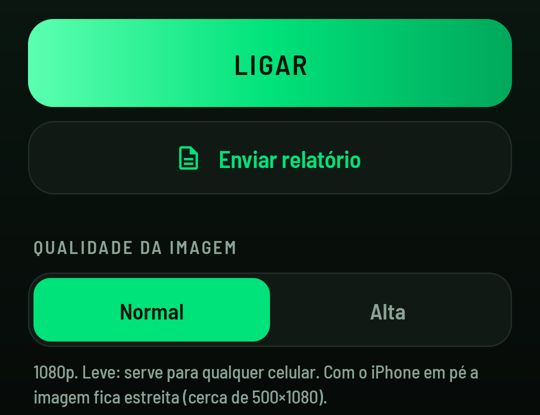 LIGAR
Enviar relatório
QUALIDADE DA IMAGEM
Normal
Alta
1080p. Leve: serve para qualquer celular. Com o iPhone em pé a
imagem fica estreita (cerca de 500×1080).